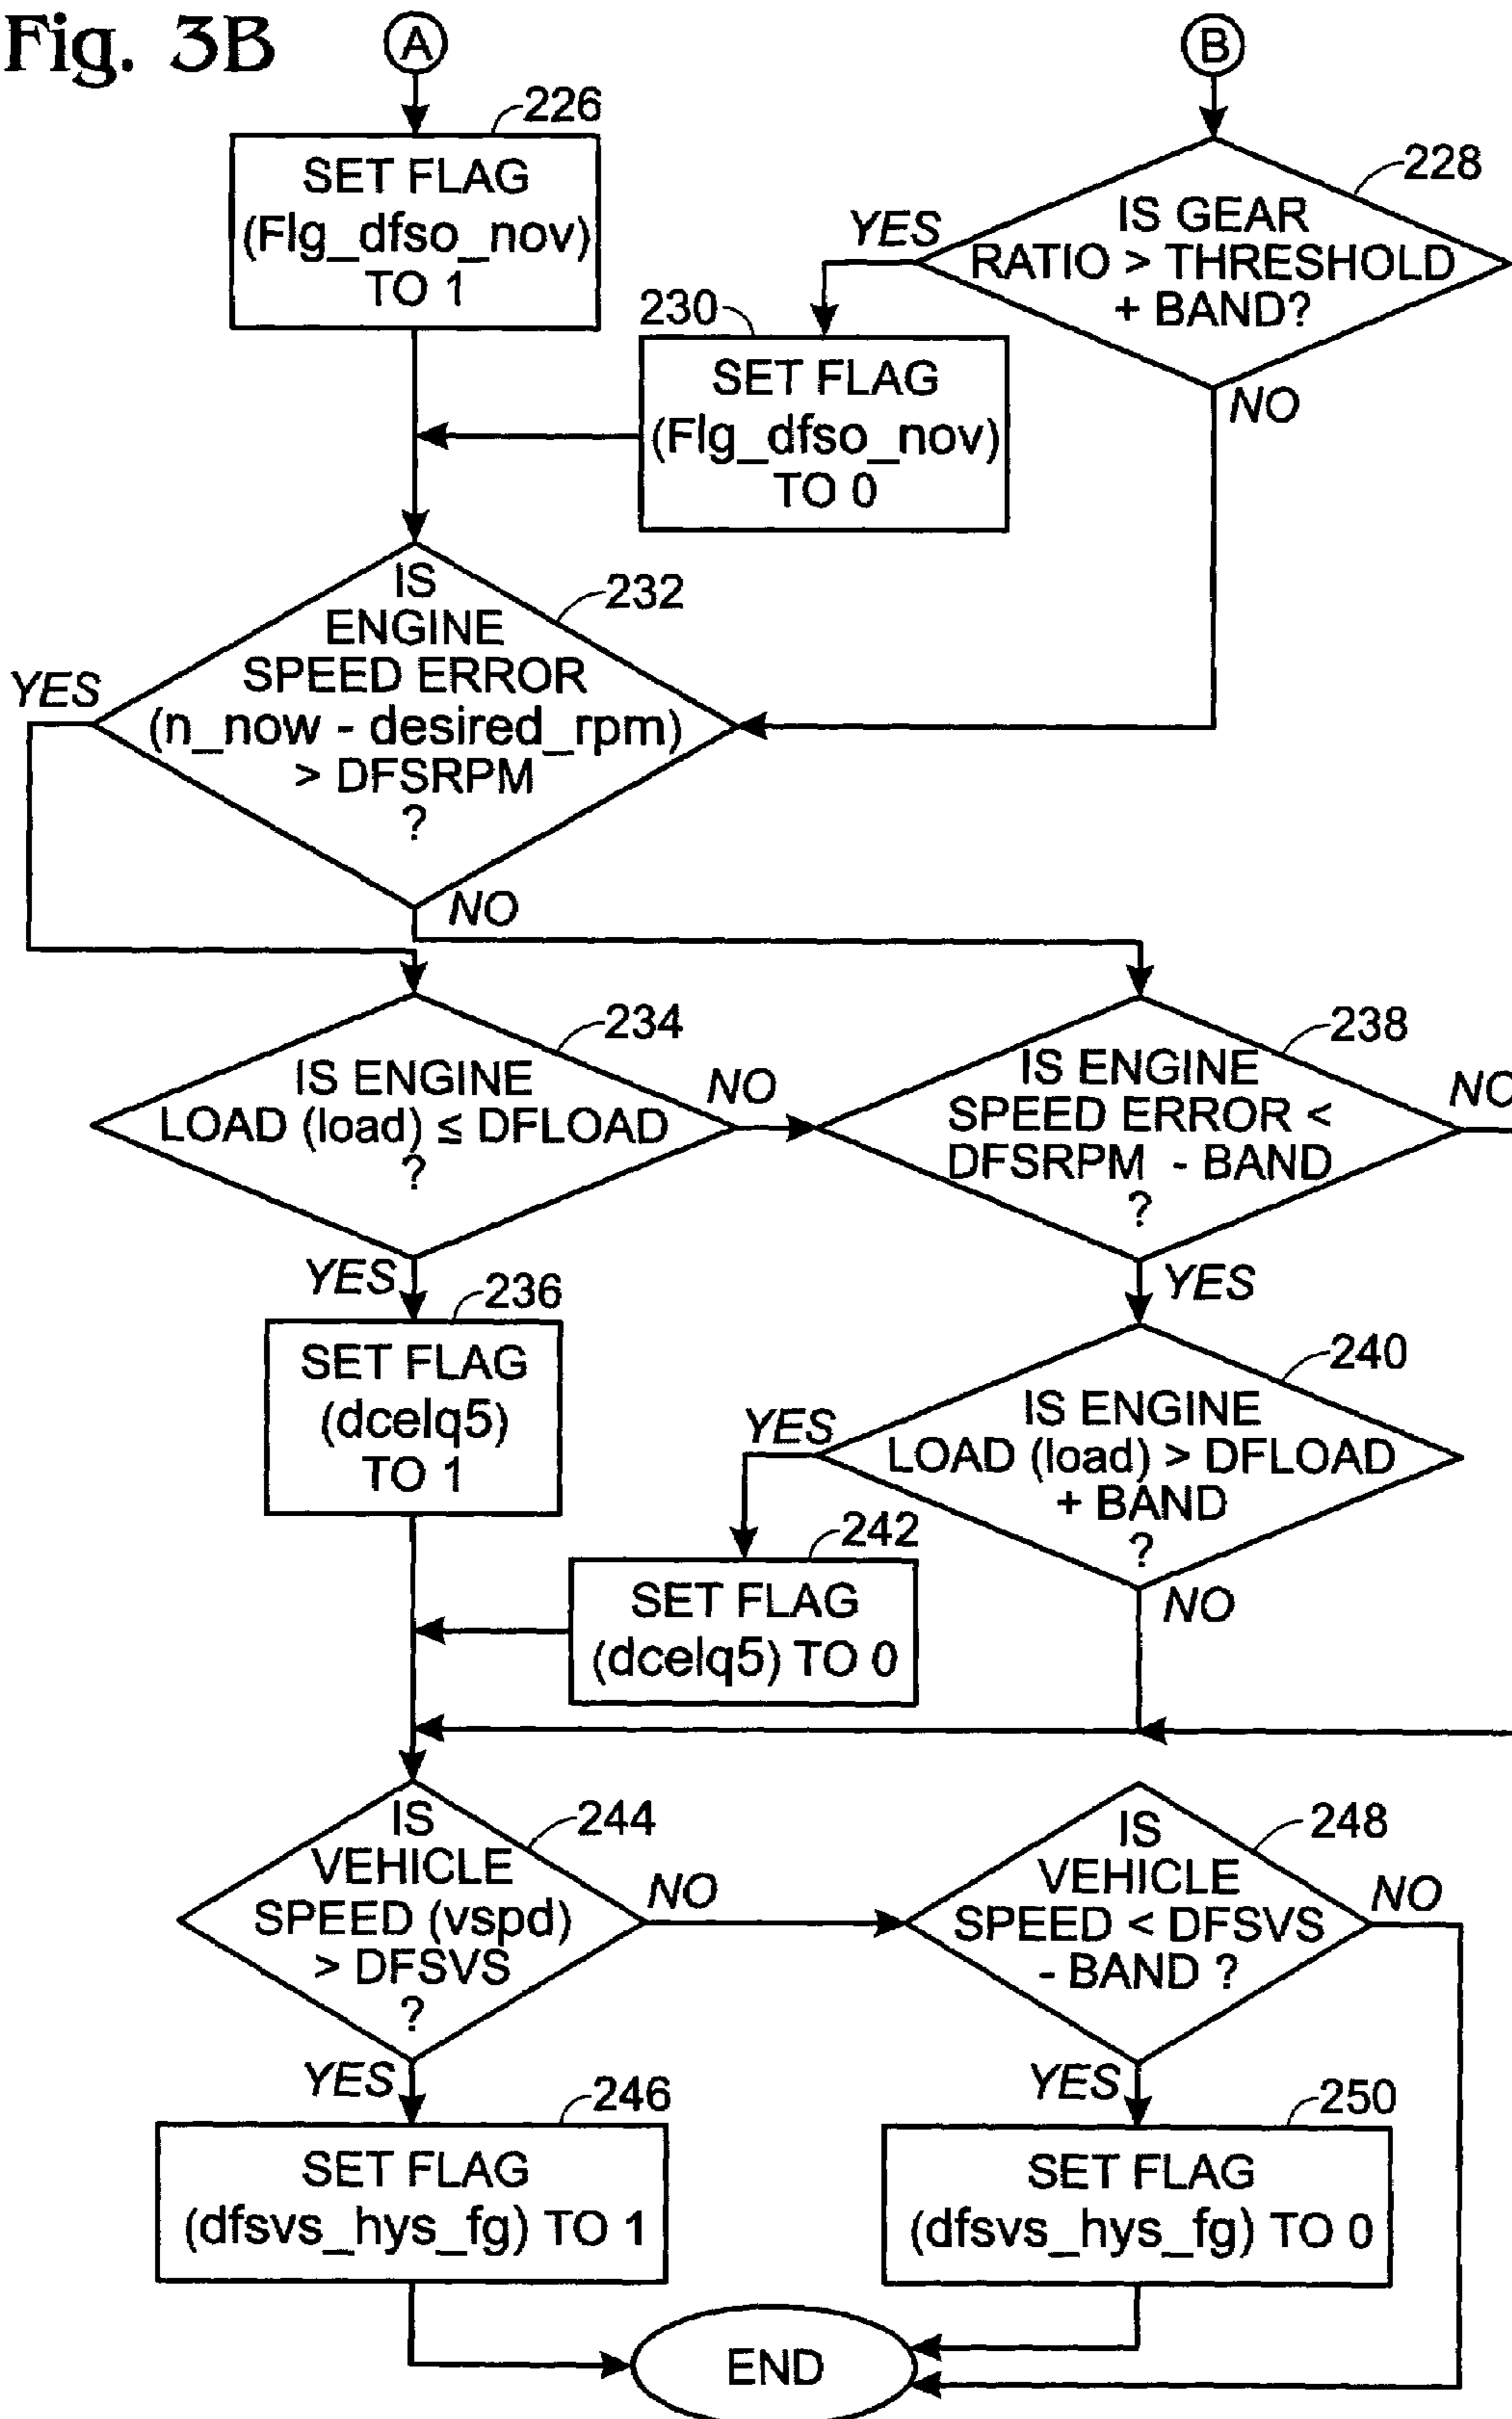 Fig. 3B
A
B
226
SET FLAG
(Flg_dfso_nov)
TO 1
228
IS GEAR
RATIO > THRESHOLD
+ BAND?
YES
NO
230
SET FLAG
(Flg_dfso_nov)
TO 0
232
IS
ENGINE
SPEED ERROR
(n_now - desired_rpm)
> DFSRPM
?
YES
NO
234
IS ENGINE
LOAD (load) ≤ DFLOAD
?
NO
YES
238
IS ENGINE
SPEED ERROR <
DFSRPM - BAND
?
NO
YES
236
SET FLAG
(dcelq5)
TO 1
240
IS ENGINE
LOAD (load) > DFLOAD
+ BAND
?
YES
NO
242
SET FLAG
(dcelq5) TO 0
244
IS
VEHICLE
SPEED (vspd)
> DFSVS
?
NO
YES
248
IS
VEHICLE
SPEED < DFSVS
- BAND ?
NO
YES
246
SET FLAG
(dfsvs_hys_fg) TO 1
250
SET FLAG
(dfsvs_hys_fg) TO 0
END